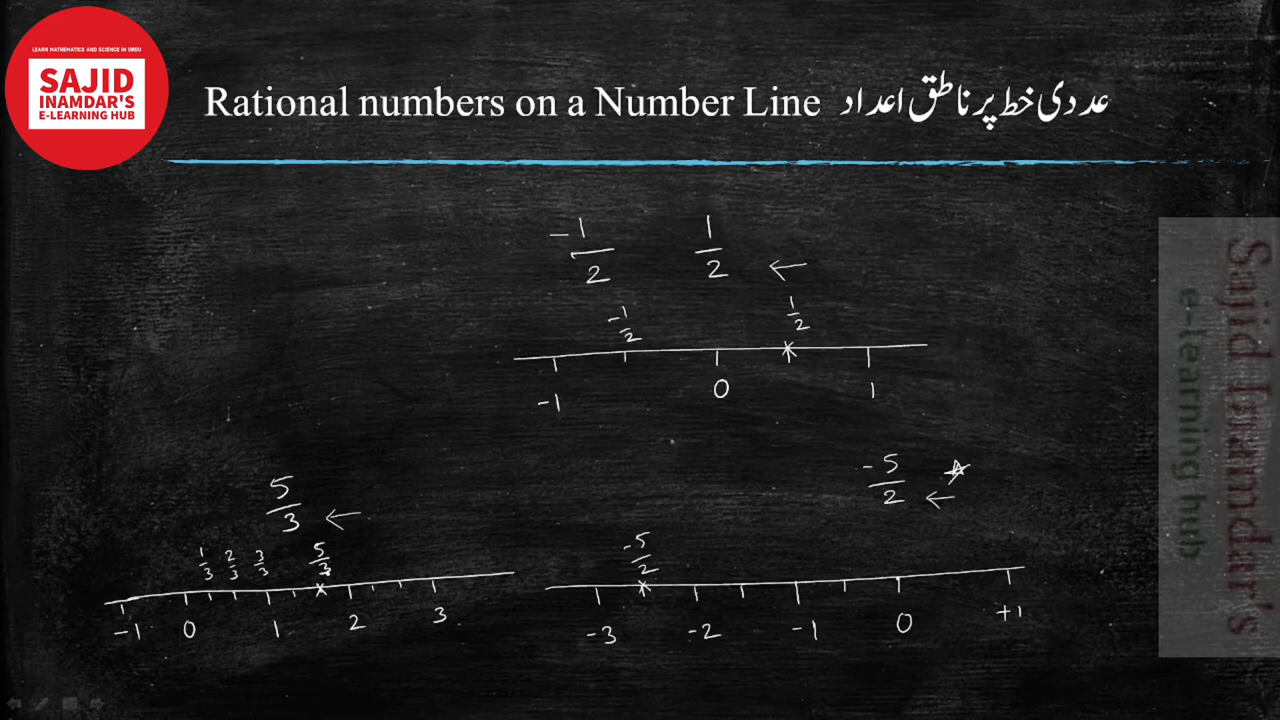 LEARN MATHEMATICS AND SCIENCE IN URDU
SAJID
INAMDAR'S
E-LEARNING HUB
Rational numbers on a Number Line عددی خط پر ناطق اعداد
-1/2 1/2 ←
-1/2 1/2
-1 0 1
5/3 ←
1/3 2/3 3/3 5/3
-1 0 1 2 3
-5/2 ←
-5/2
-3 -2 -1 0 +1
Sajid Inamdar's
e-learning hub